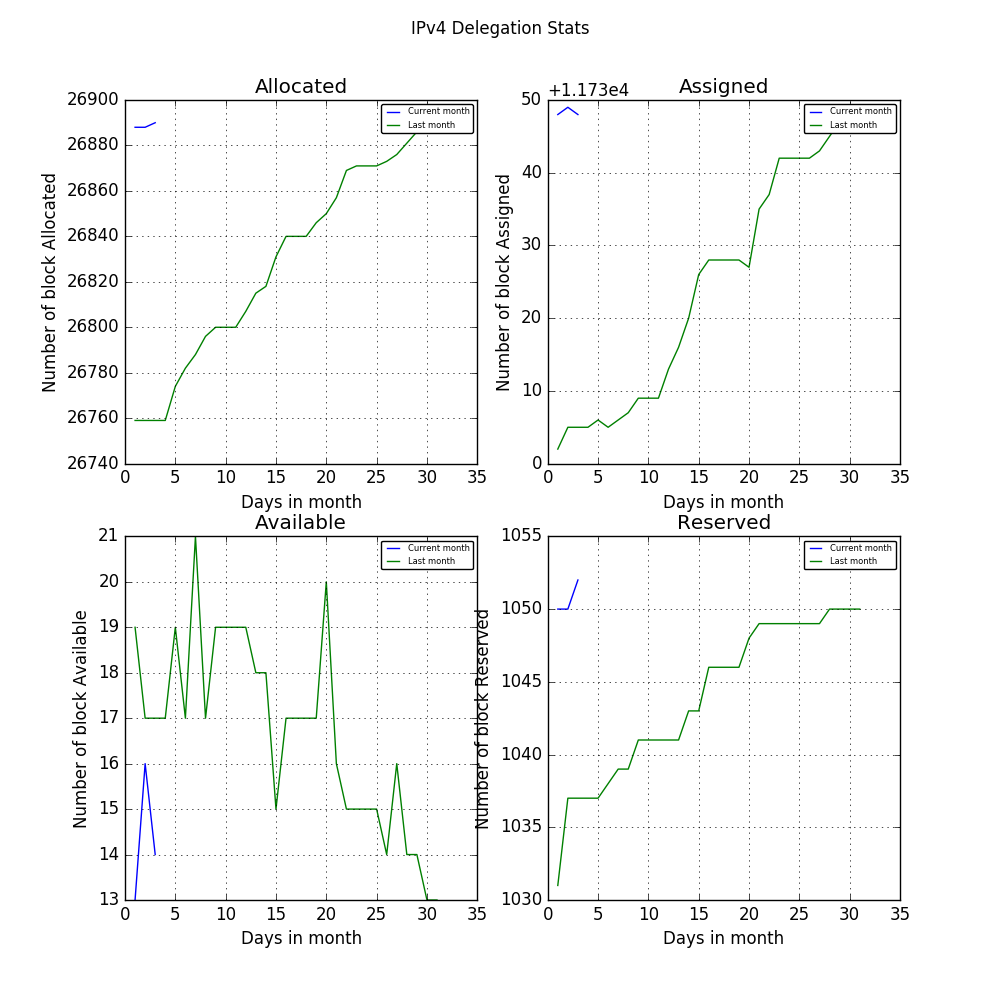 IPv4 Delegation Stats
Allocated
26900
26880
26860
26840
26820
26800
26780
26760
26740
Number of block Allocated
0 5 10 15 20 25 30 35
Days in month
Current month
Last month
+1.173e4
Assigned
50
40
30
20
10
0
Number of block Assigned
0 5 10 15 20 25 30 35
Days in month
Current month
Last month
Available
21
20
19
18
17
16
15
14
13
Number of block Available
0 5 10 15 20 25 30 35
Days in month
Current month
Last month
Reserved
1055
1050
1045
1040
1035
1030
Number of block Reserved
0 5 10 15 20 25 30 35
Days in month
Current month
Last month